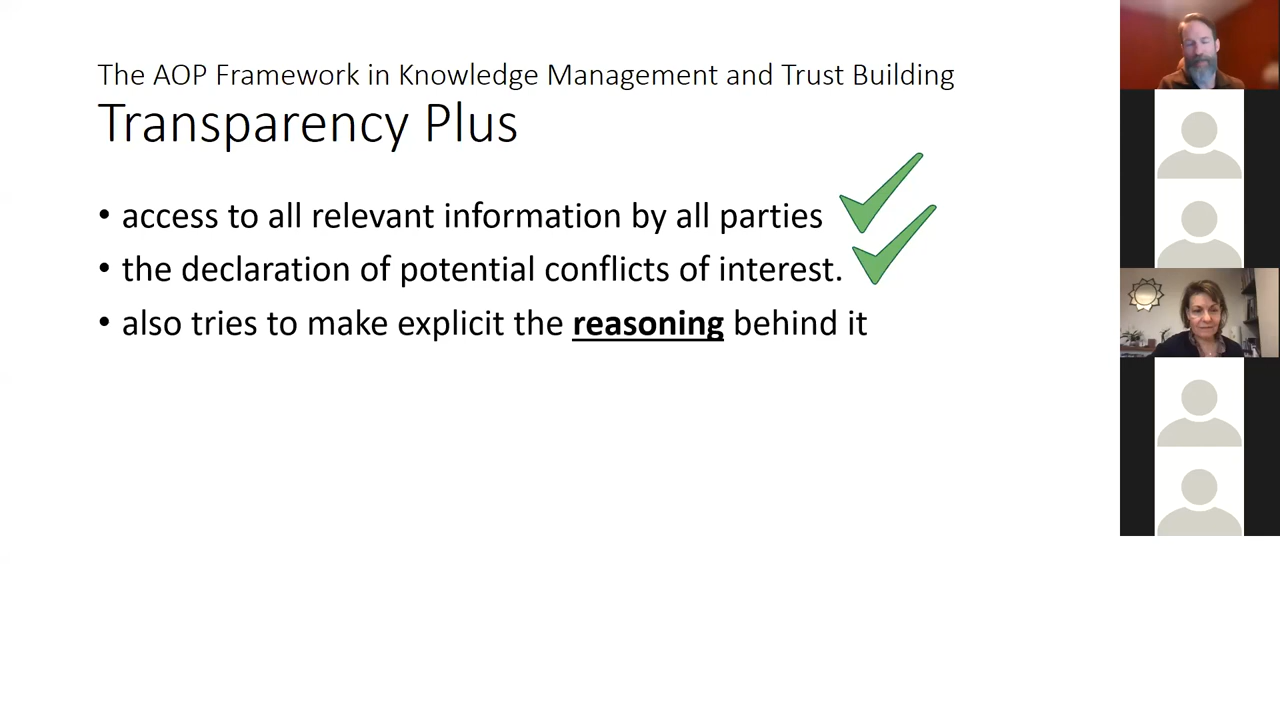 The AOP Framework in Knowledge Management and Trust Building
Transparency Plus
• access to all relevant information by all parties
• the declaration of potential conflicts of interest.
• also tries to make explicit the reasoning behind it